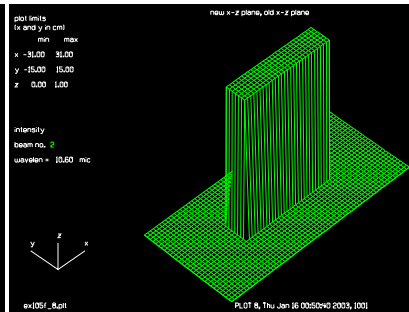 new x-z plane, old x-z plane
plot limits
(x and y in cm)
min max
x -31.00 31.00
y -15.00 15.00
z 0.00 1.00
intensity
beam no. 2
wavelen = 10.60 mic
z
y x
ex105f_8.plt
PLOT 8, Thu Jan 16 00:50:40 2003, 1001